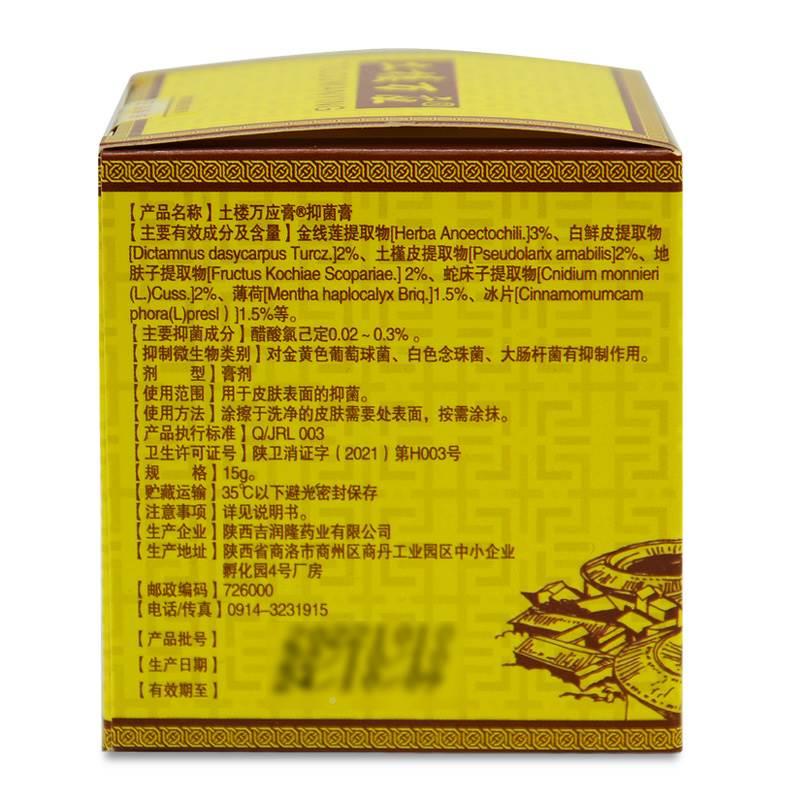 土楼万应
WANYING
【产品名称】土楼万应膏®抑菌膏
【主要有效成分及含量】金线莲提取物[Herba Anoectochili.]3%、白鲜皮提取物
[Dictamnus dasycarpus Turcz.]2%、土槿皮提取物[Pseudolarix amabilis]2%、地
肤子提取物[Fructus Kochiae Scopariae.] 2%、蛇床子提取物[Cnidium monnieri
(L.)Cuss.]2%、薄荷[Mentha haplocalyx Briq.]1.5%、冰片[Cinnamomumcam
phora(L)presl）]1.5%等。
【主要抑菌成分】醋酸氯己定0.02～0.3%。
【抑制微生物类别】对金黄色葡萄球菌、白色念珠菌、大肠杆菌有抑制作用。
【剂 型】膏剂
【使用范围】用于皮肤表面的抑菌。
【使用方法】涂擦于洗净的皮肤需要处表面，按需涂抹。
【产品执行标准】Q/JRL 003
【卫生许可证号】陕卫消证字（2021）第H003号
【规 格】15g。
【贮藏运输】35℃以下避光密封保存
【注意事项】详见说明书。
【生产企业】陕西吉润隆药业有限公司
【生产地址】陕西省商洛市商州区商丹工业园区中小企业
孵化园4号厂房
【邮政编码】726000
【电话/传真】0914-3231915
【产品批号】
【生产日期】
【有效期至】